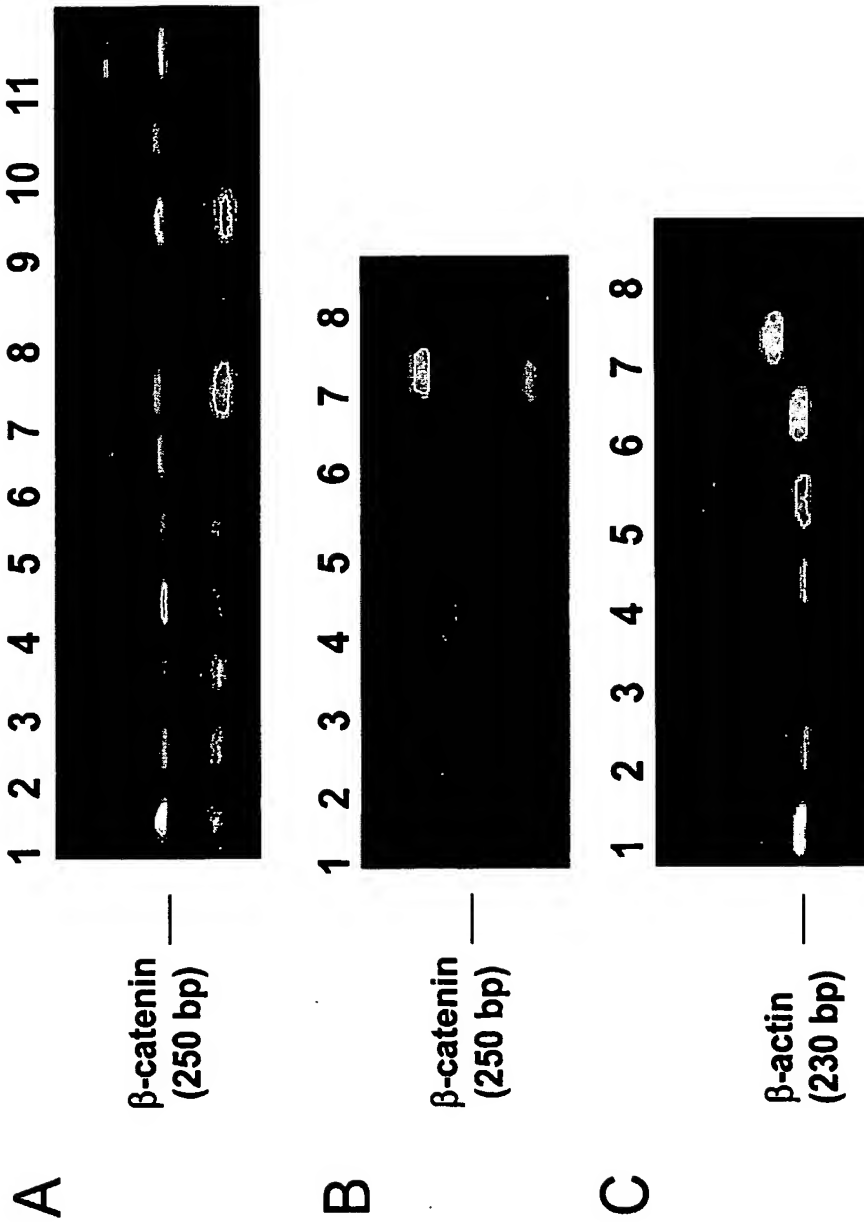 A
1 2 3 4 5 6 7 8 9 10 11
β-catenin
(250 bp)
B
1 2 3 4 5 6 7 8
β-catenin
(250 bp)
C
1 2 3 4 5 6 7 8
β-actin
(230 bp)